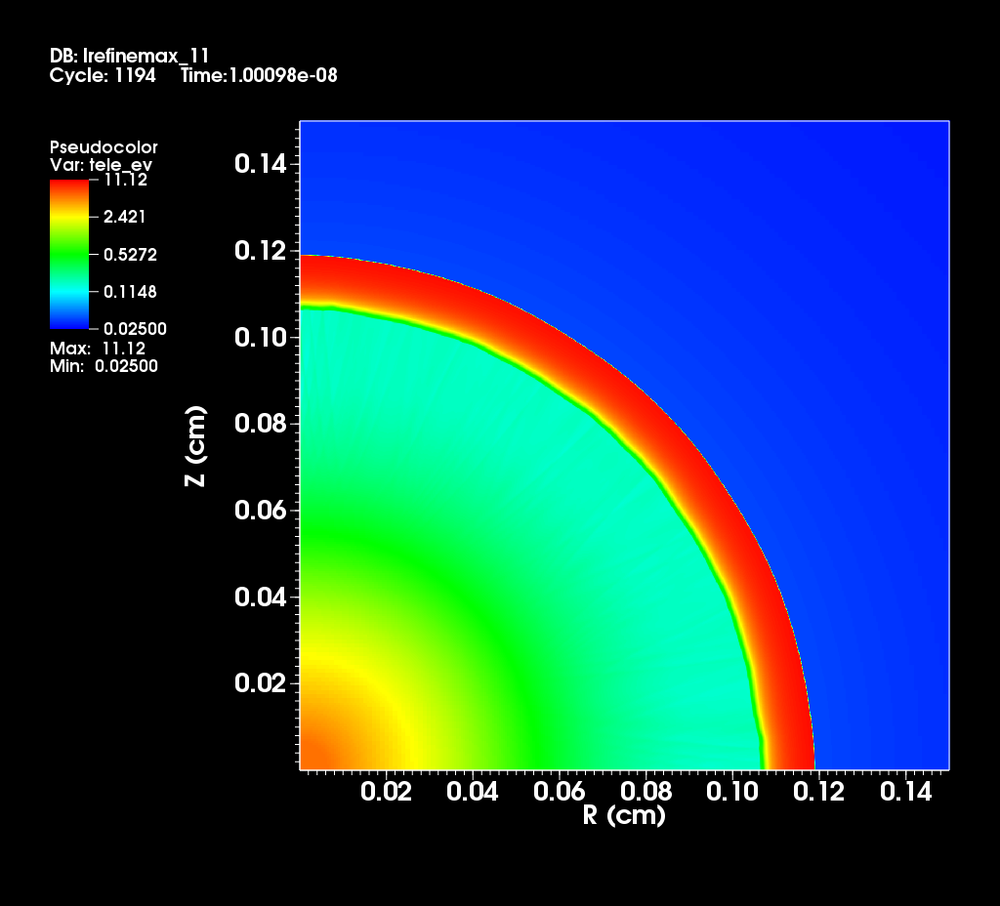 DB: lrefinemax_11
Cycle: 1194 Time:1.00098e-08
Pseudocolor
Var: tele_ev
11.12
2.421
0.5272
0.1148
0.02500
Max: 11.12
Min: 0.02500
Z (cm)
0.14
0.12
0.10
0.08
0.06
0.04
0.02
0.02 0.04 0.06 0.08 0.10 0.12 0.14
R (cm)